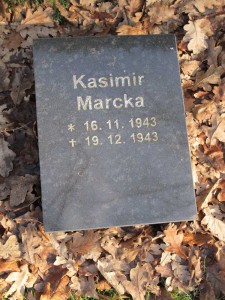 Kasimir
Marcka
* 16. 11. 1943
† 19. 12. 1943